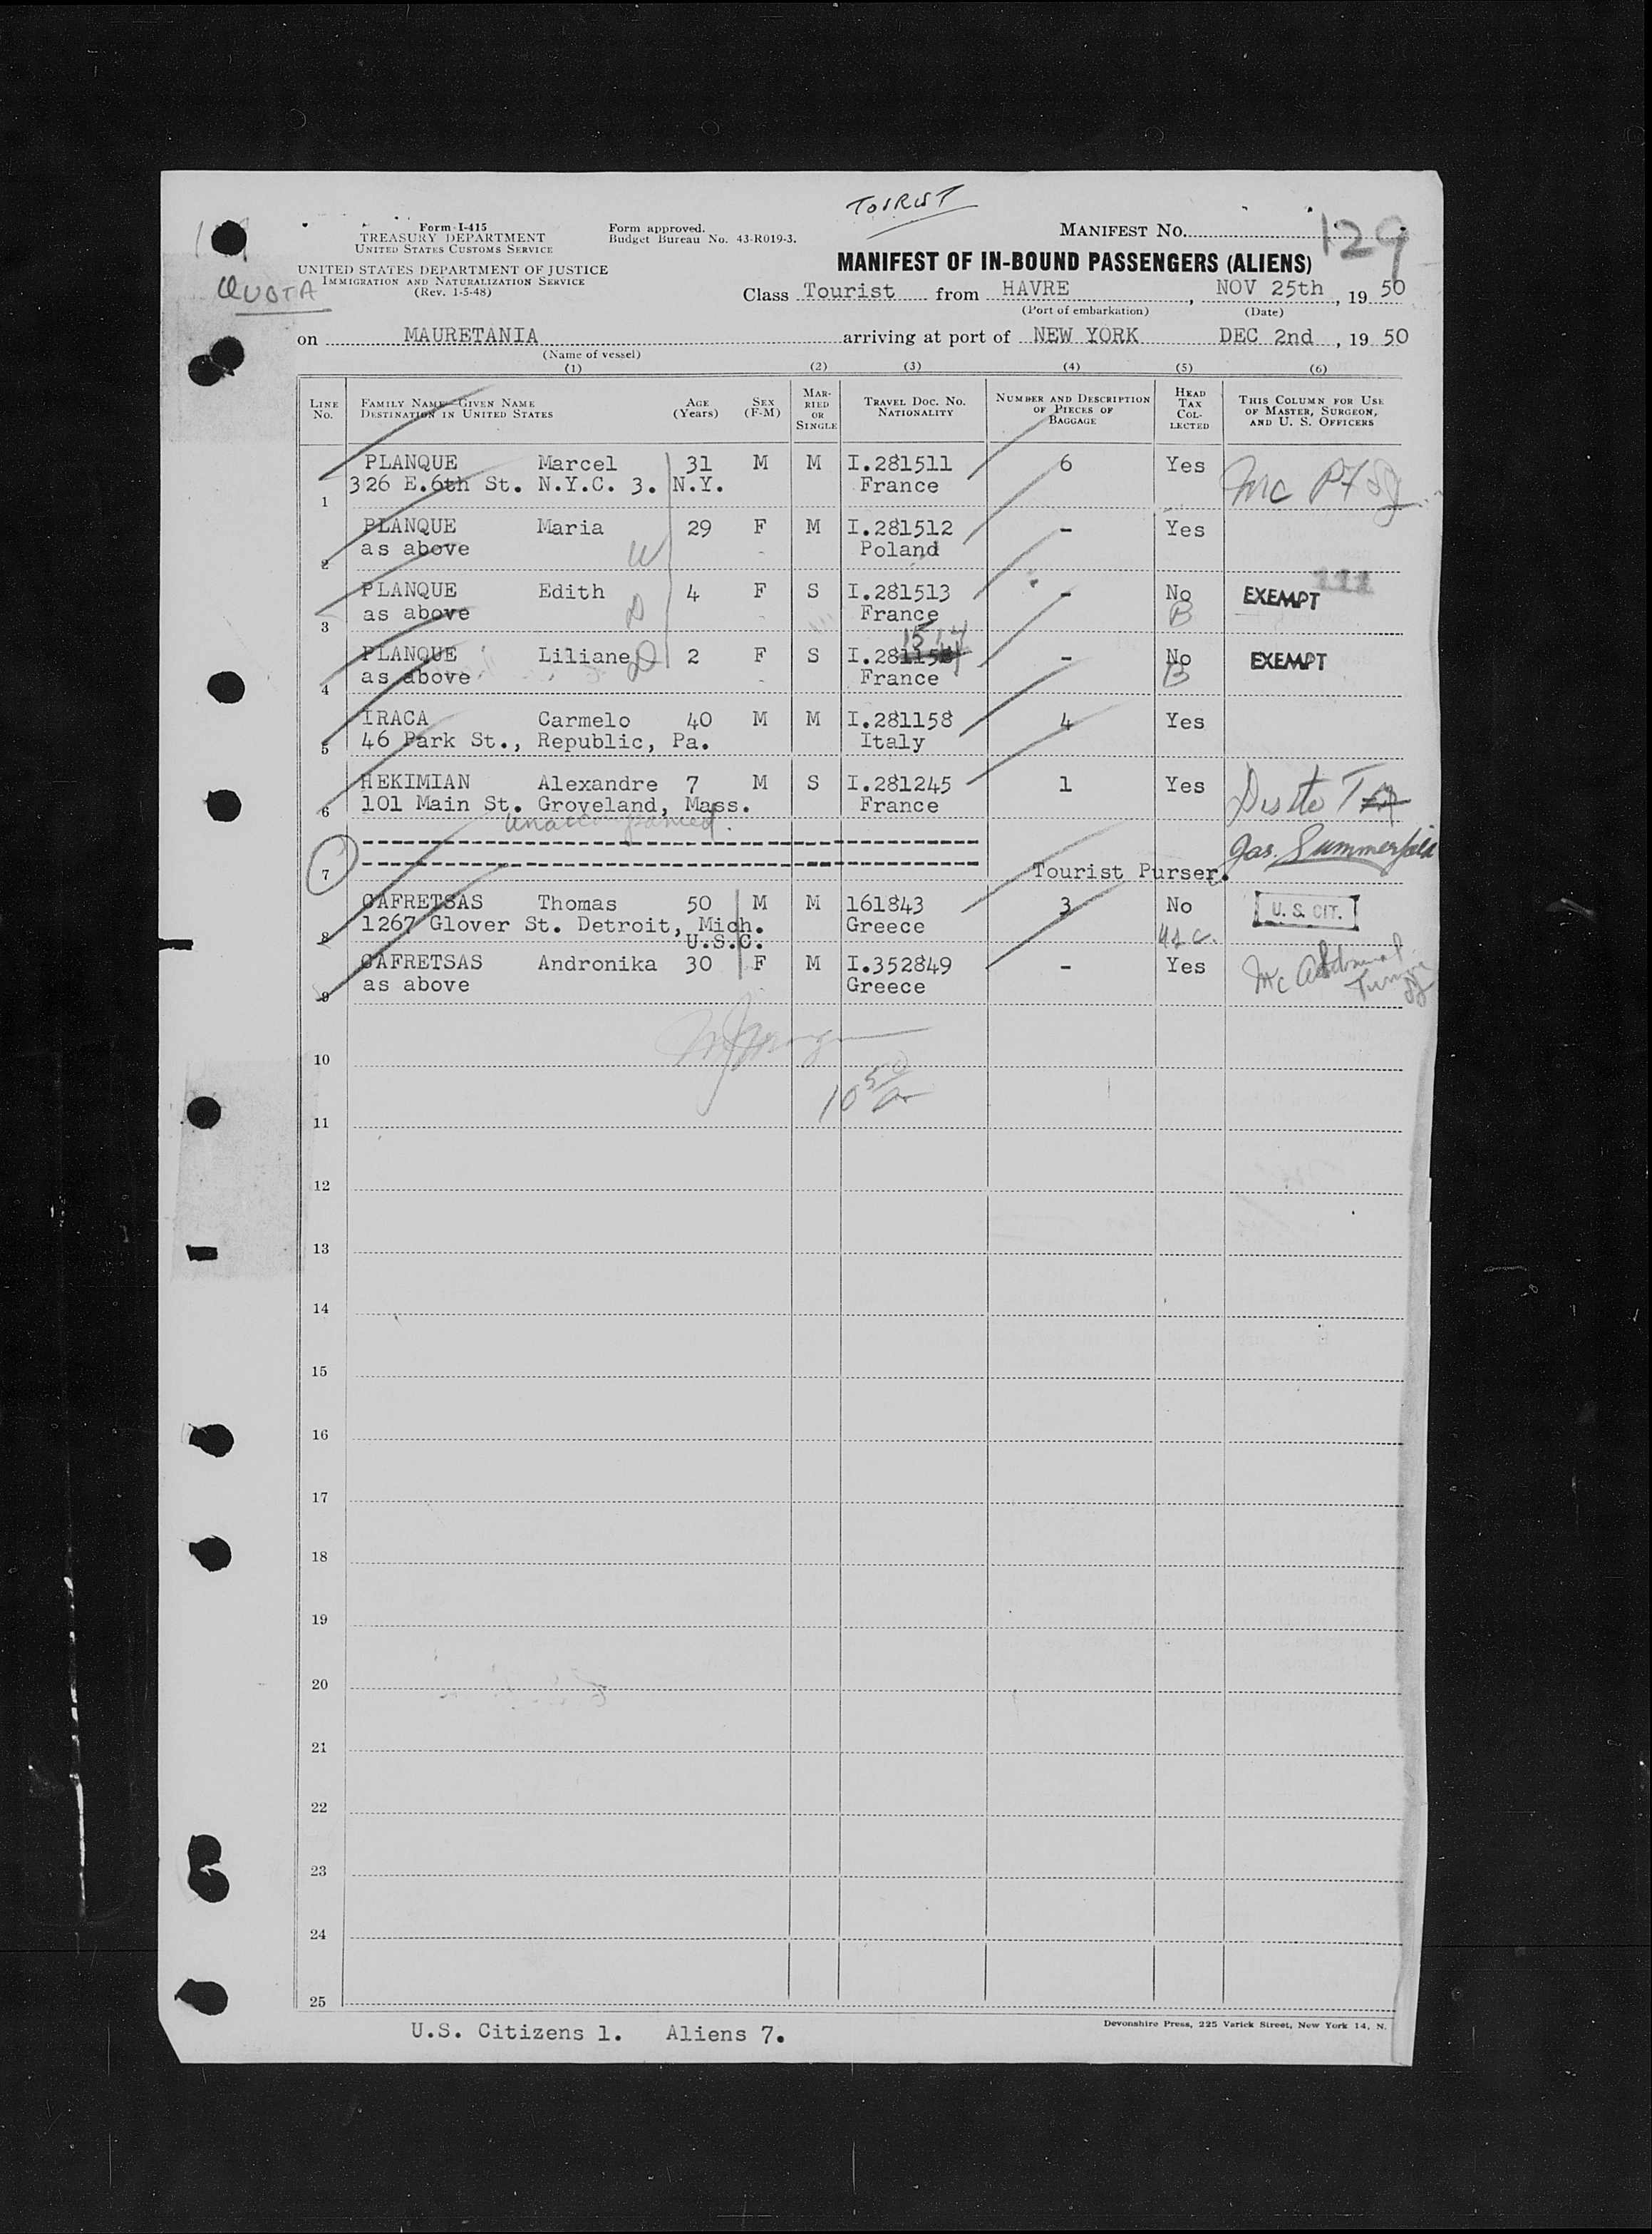 TOURIST
Form I-415
TREASURY DEPARTMENT
UNITED STATES CUSTOMS SERVICE
Form approved.
Budget Bureau No. 43-R019-3.
MANIFEST NO. 129
UNITED STATES DEPARTMENT OF JUSTICE
IMMIGRATION AND NATURALIZATION SERVICE
(Rev. 1-5-48)
QUOTA
MANIFEST OF IN-BOUND PASSENGERS (ALIENS)
Class Tourist from HAVRE, NOV 25th, 1950
(Port of embarkation) (Date)
on MAURETANIA arriving at port of NEW YORK DEC 2nd, 1950
(Name of vessel)
(1) (2) (3) (4) (5) (6)
LINE No. FAMILY NAME—GIVEN NAME DESTINATION IN UNITED STATES AGE (Years) SEX (F-M) MARRIED OR SINGLE TRAVEL DOC. NO. NATIONALITY NUMBER AND DESCRIPTION OF PIECES OF BAGGAGE HEAD TAX COLLECTED THIS COLUMN FOR USE OF MASTER, SURGEON, AND U. S. OFFICERS
PLANQUE Marcel 31 M M I.281511 6 Yes
1 326 E.6th St. N.Y.C. 3. N.Y. France
PLANQUE Maria 29 F M I.281512 - Yes
2 as above W Poland
PLANQUE Edith 4 F S I.281513 - No EXEMPT
3 as above D France B
PLANQUE Liliane D 2 F S I.281514 - No EXEMPT
4 as above France B
IRACA Carmelo 40 M M I.281158 4 Yes
5 46 Park St., Republic, Pa. Italy
HEKIMIAN Alexandre 7 M S I.281245 1 Yes
6 101 Main St. Groveland, Mass. France
unaccompanied.
7 Tourist Purser. Jas. Summerfield
CAFRETSAS Thomas 50 M M 161843 3 No U. S. CIT.
8 1267 Glover St. Detroit, Mich. Greece USC.
U.S.C.
CAFRETSAS Andronika 30 F M I.352849 - Yes
9 as above Greece
10
10 50
11
12
13
14
15
16
17
18
19
20
21
22
23
24
25
U.S. Citizens 1. Aliens 7.
Devonshire Press, 225 Varick Street, New York 14, N.